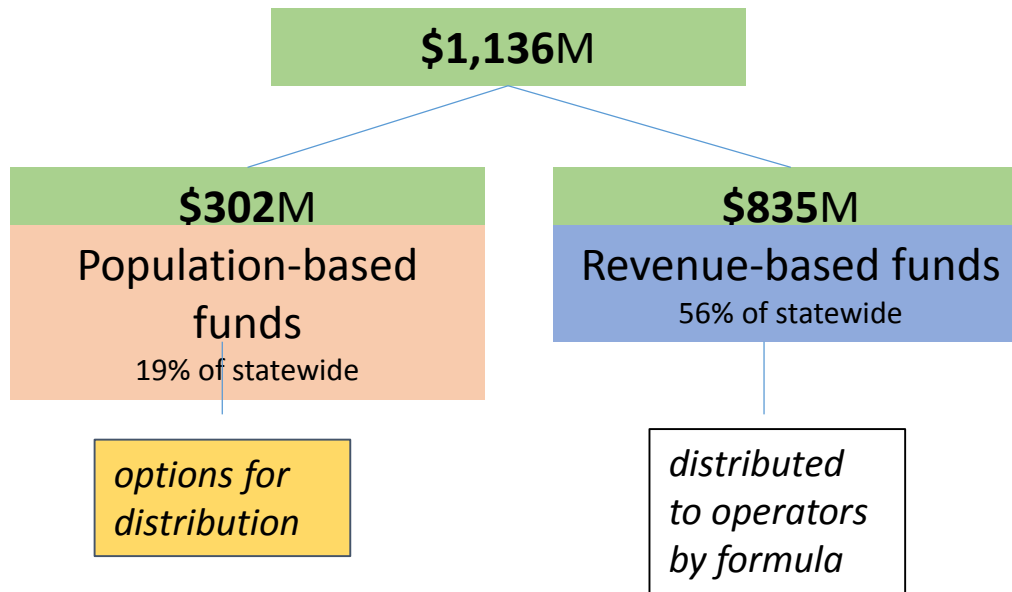 $1,136M
$302M
Population-based
funds
19% of statewide
options for
distribution
$835M
Revenue-based funds
56% of statewide
distributed
to operators
by formula